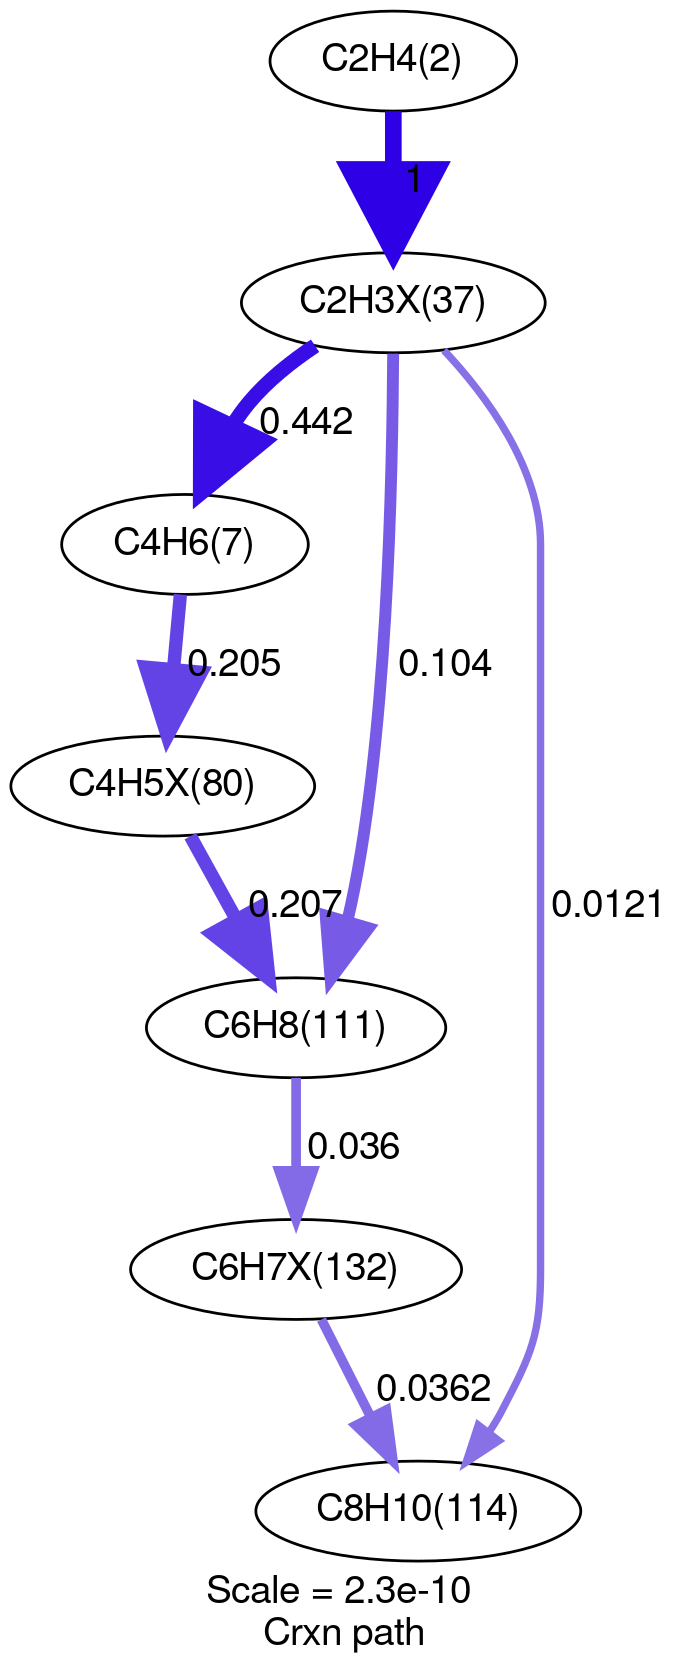 C2H4(2)
1
C2H3X(37)
0.442
C4H6(7)
0.205
0.104
C4H5X(80)
0.207
0.0121
C6H8(111)
0.036
C6H7X(132)
0.0362
C8H10(114)
Scale = 2.3e-10
Crxn path